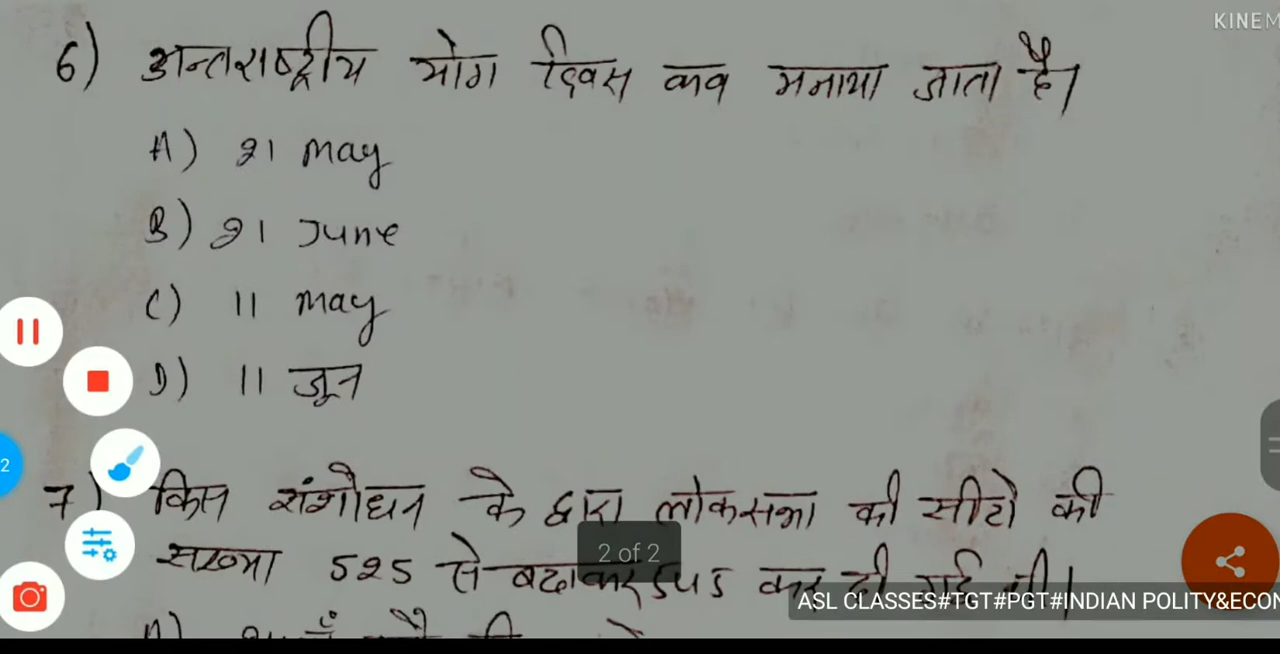 KINEM
6) अन्तराष्ट्रीय योग दिवस कब मनाया जाता है।
A) 21 may
B) 21 June
C) 11 may
D) 11 जून
7) किस संशोधन के द्वारा लोकसभा की सीटो की
सख्या 525 से बढाकर 545 कर दी गई थी।
2 of 2
ASL CLASSES#TGT#PGT#INDIAN POLITY&ECON
A)
2